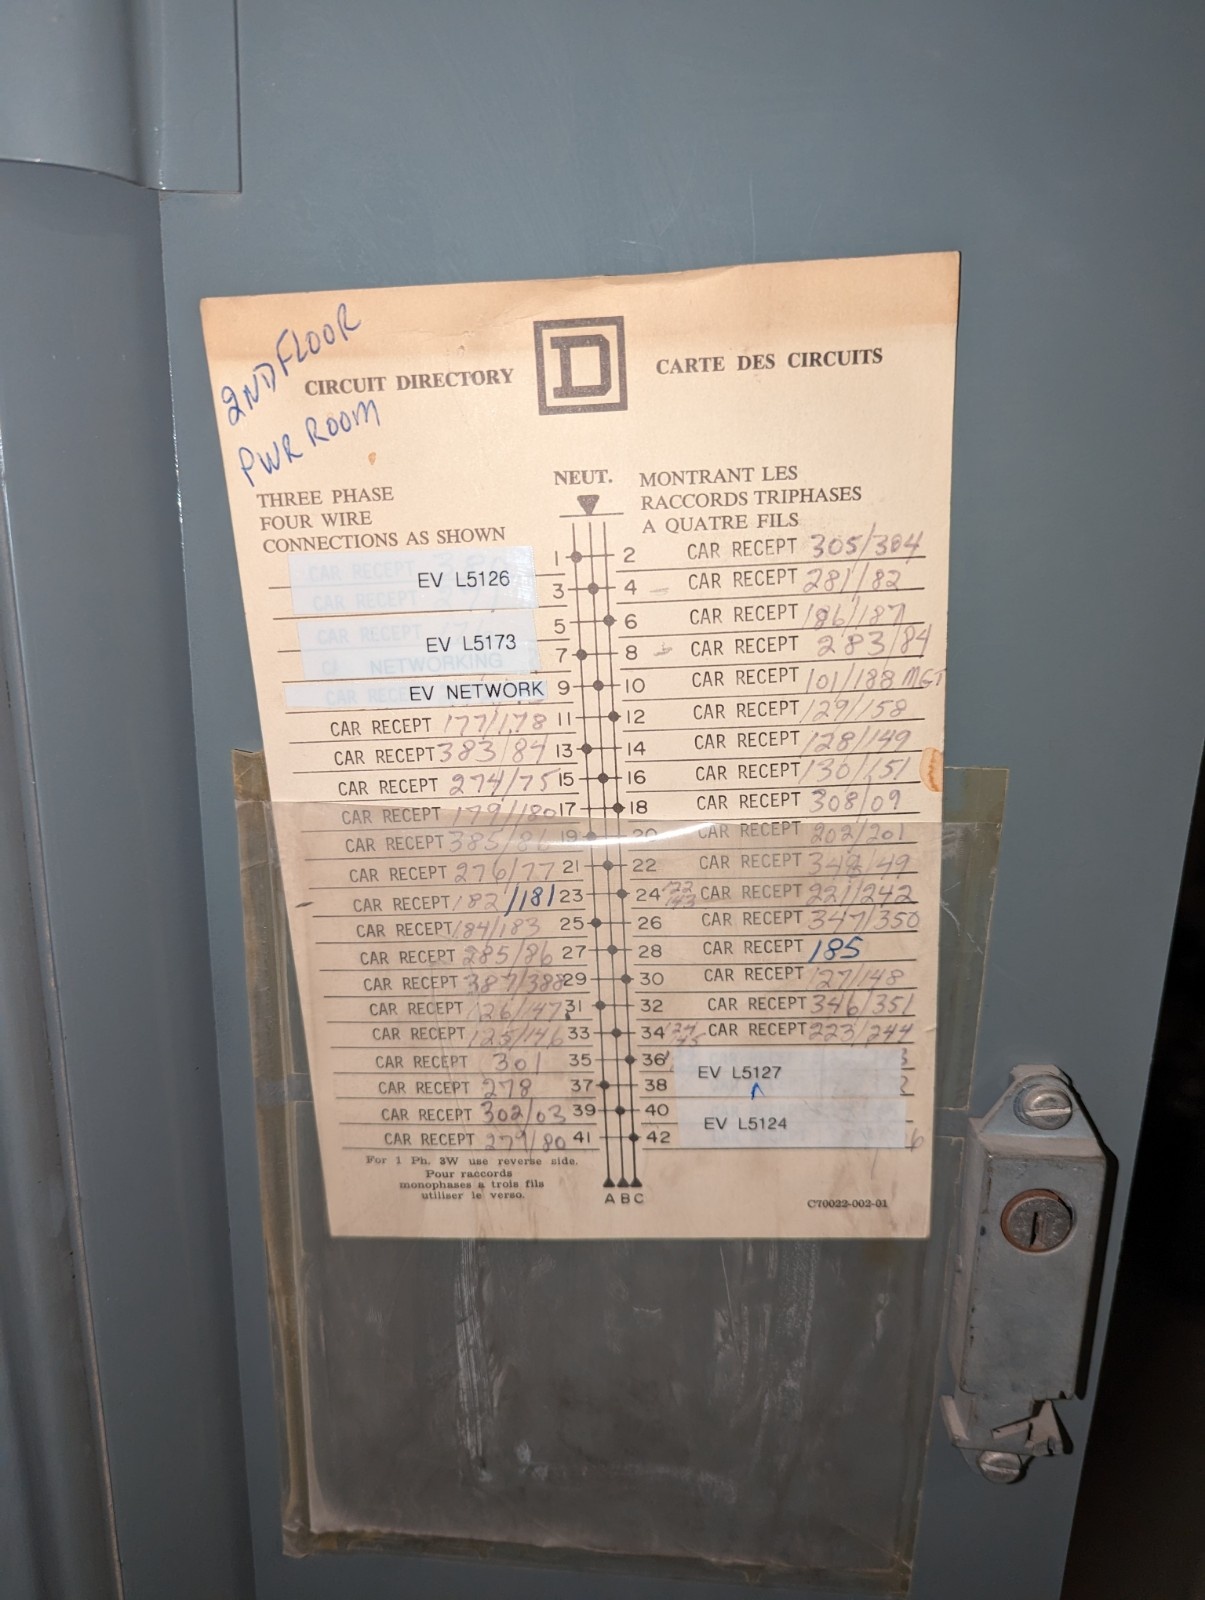 2ND FLOOR
PWR ROOM
CIRCUIT DIRECTORY
D
CARTE DES CIRCUITS
THREE PHASE
FOUR WIRE
CONNECTIONS AS SHOWN
NEUT.
MONTRANT LES
RACCORDS TRIPHASES
A QUATRE FILS
1 2 CAR RECEPT 305/304
EV L5126
3 4 CAR RECEPT 281/82
5 6 CAR RECEPT 186/187
EV L5173
7 8 CAR RECEPT 283/84
EV NETWORK 9 10 CAR RECEPT 101/188 MGT
CAR RECEPT 177/178 11 12 CAR RECEPT 129/158
CAR RECEPT 383/84 13 14 CAR RECEPT 128/149
CAR RECEPT 274/75 15 16 CAR RECEPT 130/151
CAR RECEPT 179/180 17 18 CAR RECEPT 308/09
CAR RECEPT 385/86 19 20 CAR RECEPT 202/201
CAR RECEPT 276/77 21 22 CAR RECEPT 348/49
CAR RECEPT 182/181 23 24 122/143 CAR RECEPT 221/242
CAR RECEPT 184/183 25 26 CAR RECEPT 347/350
CAR RECEPT 285/86 27 28 CAR RECEPT 185
CAR RECEPT 387/388 29 30 CAR RECEPT 127/148
CAR RECEPT 126/147 31 32 CAR RECEPT 346/351
CAR RECEPT 125/146 33 34 124/145 CAR RECEPT 223/244
CAR RECEPT 301 35 36
EV L5127
CAR RECEPT 278 37 38
CAR RECEPT 302/03 39 40
EV L5124
CAR RECEPT 279/80 41 42
For 1 Ph. 3W use reverse side.
Pour raccords
monophases a trois fils
utiliser le verso.
A B C
C70022-002-01